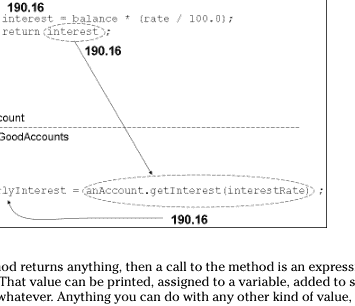 190.16
interest = balance * (rate / 100.0);
return interest;
190.16
count
GoodAccounts
rlyInterest = anAccount.getInterest(interestRate) ;
190.16
nod returns anything, then a call to the method is an express
That value can be printed, assigned to a variable, added to s
whatever. Anything you can do with any other kind of value,